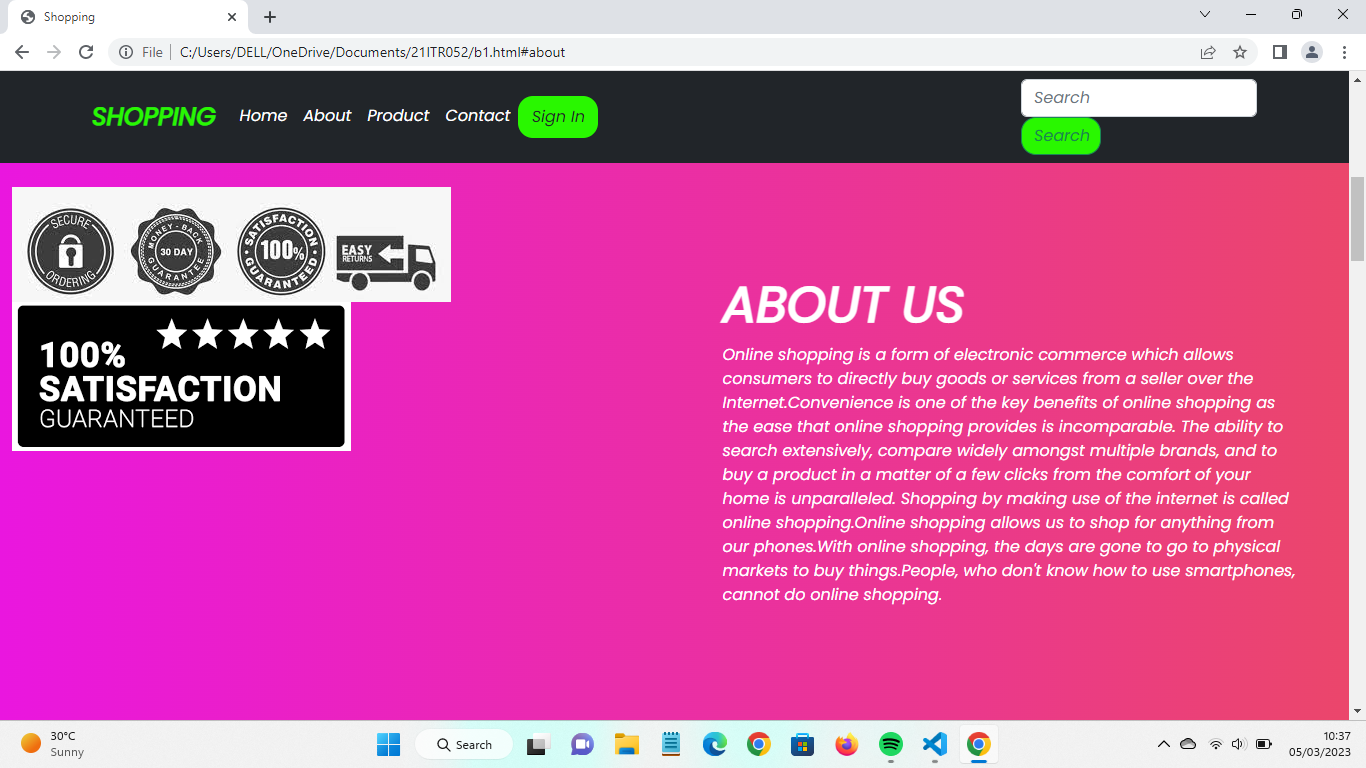 Shopping
File
C:/Users/DELL/OneDrive/Documents/21ITR052/b1.html#about
SHOPPING
Home
About
Product
Contact
Sign In
Search
Search
SECURE
ORDERING
MONEY-BACK
30 DAY
GUARANTEE
SATISFACTION
100%
GUARANTEED
EASY
RETURNS
100%
SATISFACTION
GUARANTEED
ABOUT US
Online shopping is a form of electronic commerce which allows
consumers to directly buy goods or services from a seller over the
Internet.Convenience is one of the key benefits of online shopping as
the ease that online shopping provides is incomparable. The ability to
search extensively, compare widely amongst multiple brands, and to
buy a product in a matter of a few clicks from the comfort of your
home is unparalleled. Shopping by making use of the internet is called
online shopping.Online shopping allows us to shop for anything from
our phones.With online shopping, the days are gone to go to physical
markets to buy things.People, who don't know how to use smartphones,
cannot do online shopping.
30°C
Sunny
Search
10:37
05/03/2023